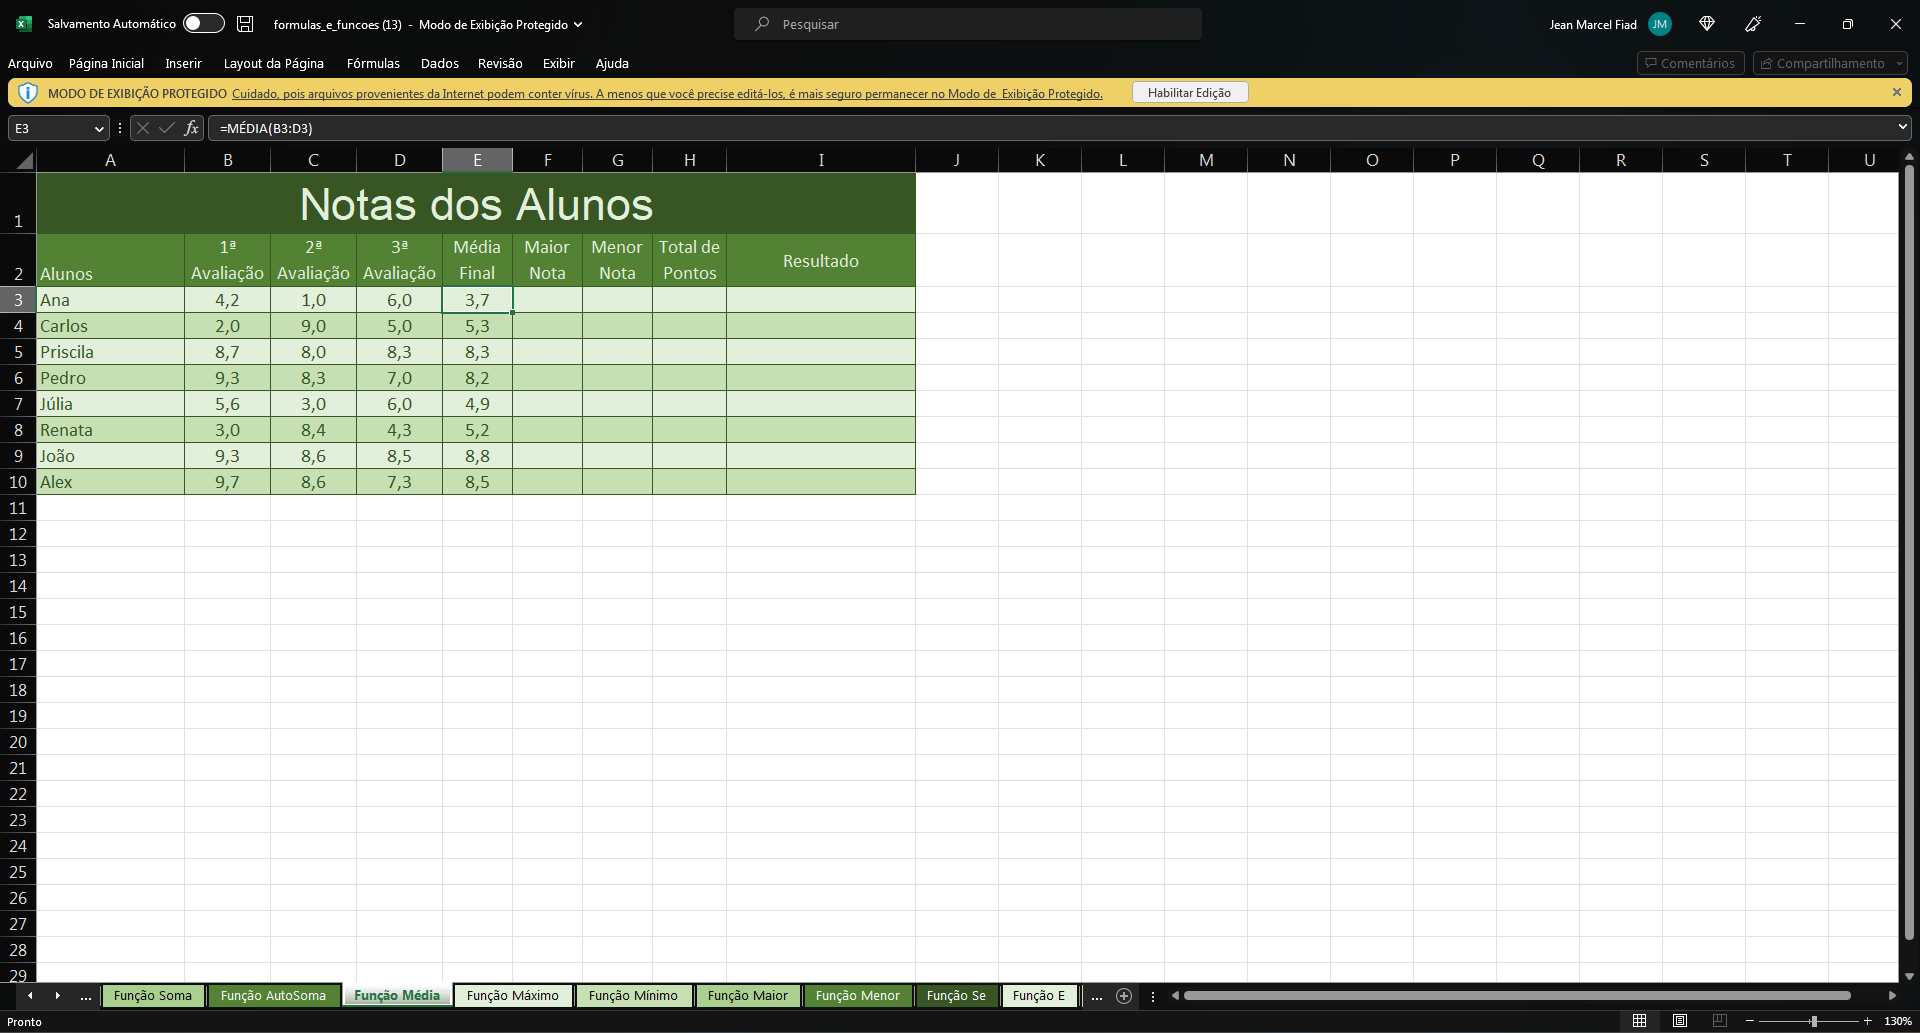 Salvamento Automático formulas_e_funcoes (13) - Modo de Exibição Protegido Pesquisar Jean Marcel Fiad JM
Arquivo Página Inicial Inserir Layout da Página Fórmulas Dados Revisão Exibir Ajuda Comentários Compartilhamento
MODO DE EXIBIÇÃO PROTEGIDO Cuidado, pois arquivos provenientes da Internet podem conter vírus. A menos que você precise editá-los, é mais seguro permanecer no Modo de Exibição Protegido. Habilitar Edição
E3 fx =MÉDIA(B3:D3)
A B C D E F G H I J K L M N O P Q R S T U
1 Notas dos Alunos
1ª 2ª 3ª Média Maior Menor Total de
2 Alunos Avaliação Avaliação Avaliação Final Nota Nota Pontos Resultado
3 Ana 4,2 1,0 6,0 3,7
4 Carlos 2,0 9,0 5,0 5,3
5 Priscila 8,7 8,0 8,3 8,3
6 Pedro 9,3 8,3 7,0 8,2
7 Júlia 5,6 3,0 6,0 4,9
8 Renata 3,0 8,4 4,3 5,2
9 João 9,3 8,6 8,5 8,8
10 Alex 9,7 8,6 7,3 8,5
11
12
13
14
15
16
17
18
19
20
21
22
23
24
25
26
27
28
29
... Função Soma Função AutoSoma Função Média Função Máximo Função Mínimo Função Maior Função Menor Função Se Função E ...
Pronto 130%